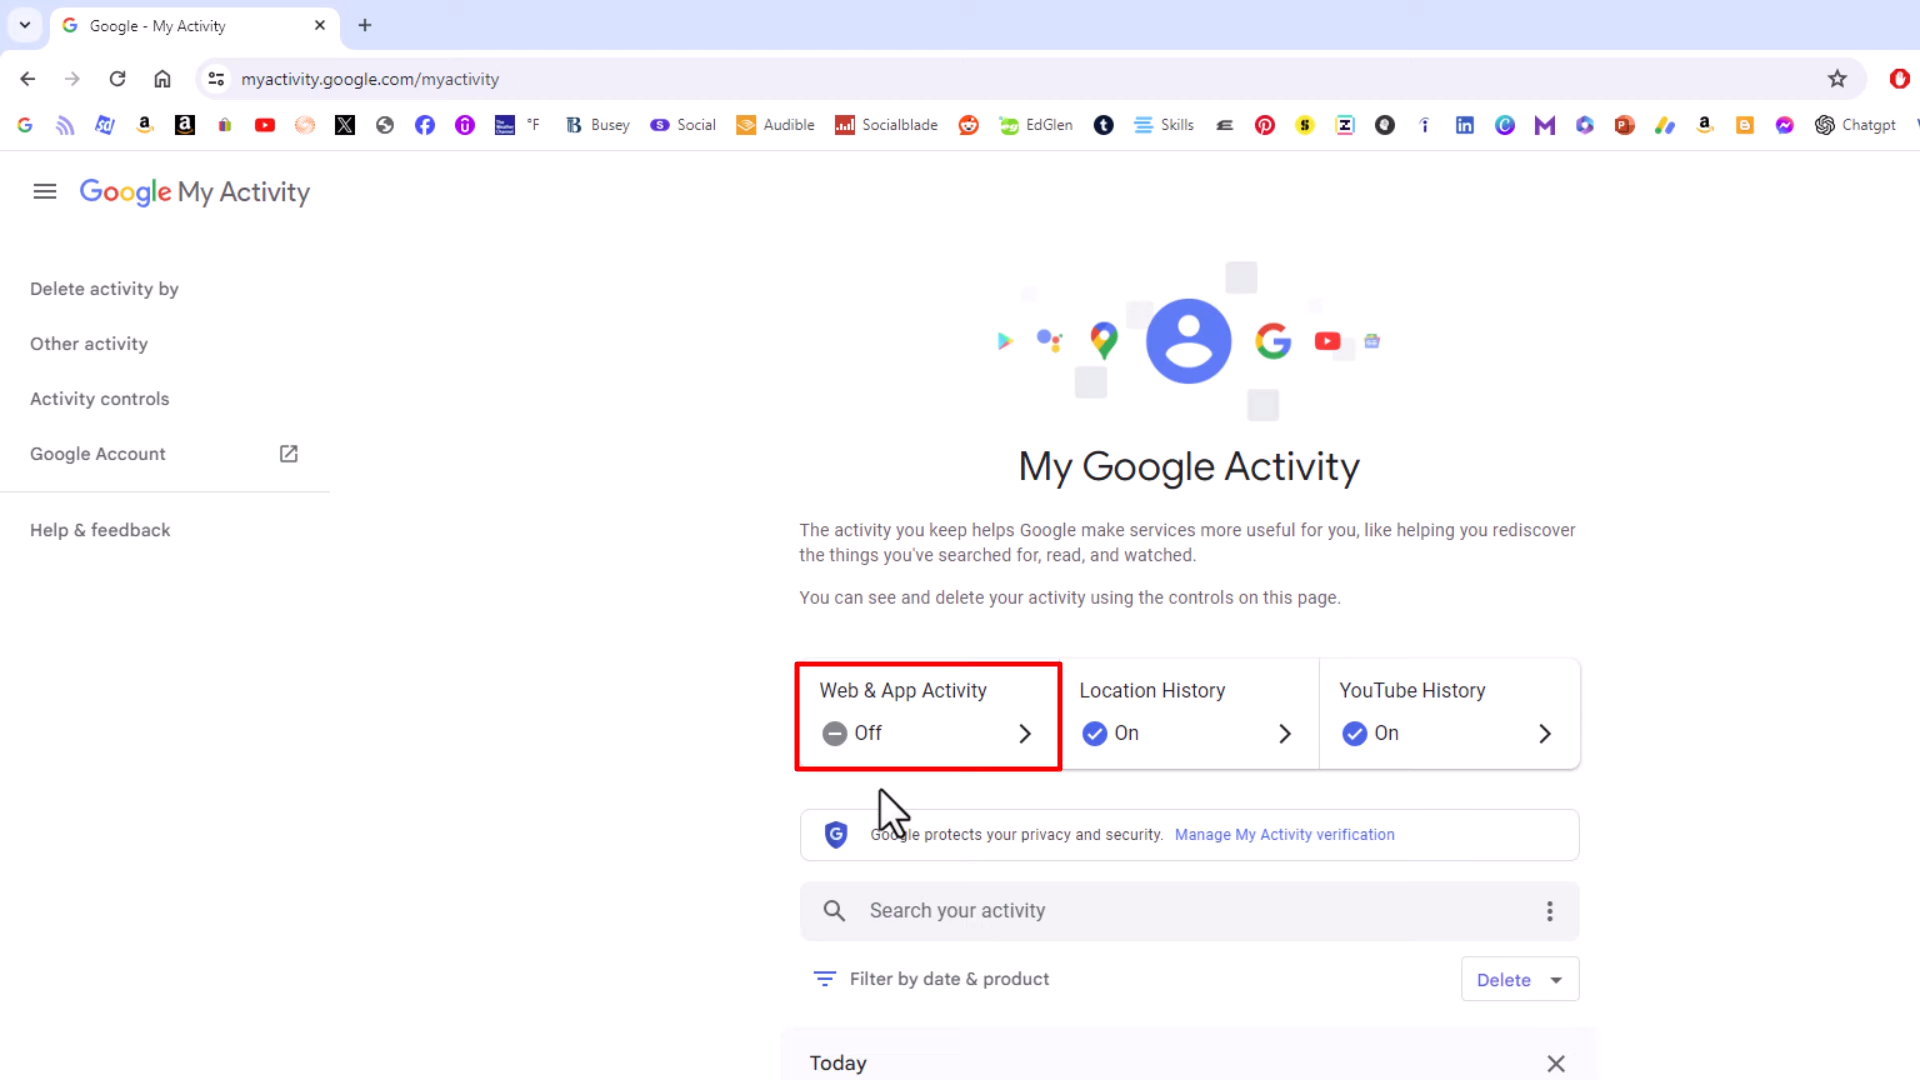 Google - My Activity
myactivity.google.com/myactivity
°F Busey Social Audible Socialblade EdGlen Skills Chatgpt
Google My Activity
Delete activity by
Other activity
Activity controls
Google Account
Help & feedback
My Google Activity
The activity you keep helps Google make services more useful for you, like helping you rediscover
the things you've searched for, read, and watched.
You can see and delete your activity using the controls on this page.
Web & App Activity
Off
Location History
On
YouTube History
On
Google protects your privacy and security. Manage My Activity verification
Search your activity
Filter by date & product
Delete
Today